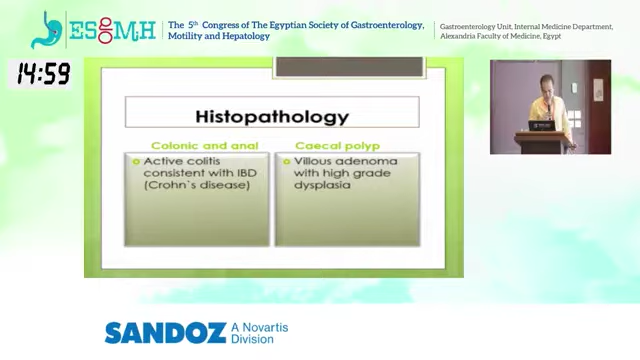 ESGMH
The 5th Congress of The Egyptian Society of Gastroenterology,
Motility and Hepatology
Gastroenterology Unit, Internal Medicine Department,
Alexandria Faculty of Medicine, Egypt
14:59
Histopathology
Colonic and anal
Active colitis
consistent with IBD
(Crohn`s disease)
Caecal polyp
Villous adenoma
with high grade
dysplasia
SANDOZ A Novartis
Division